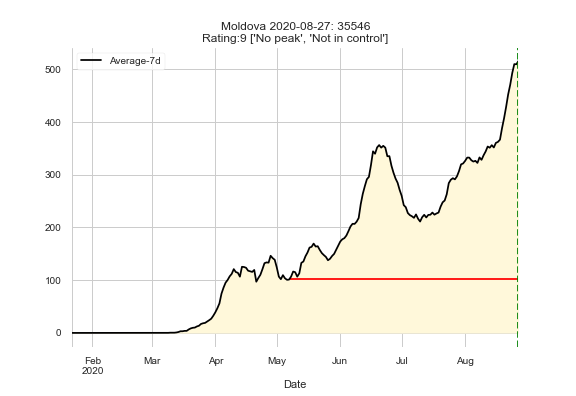 Moldova 2020-08-27: 35546
Rating:9 ['No peak', 'Not in control']
Average-7d
500
400
300
200
100
0
Feb Mar Apr May Jun Jul Aug
2020
Date